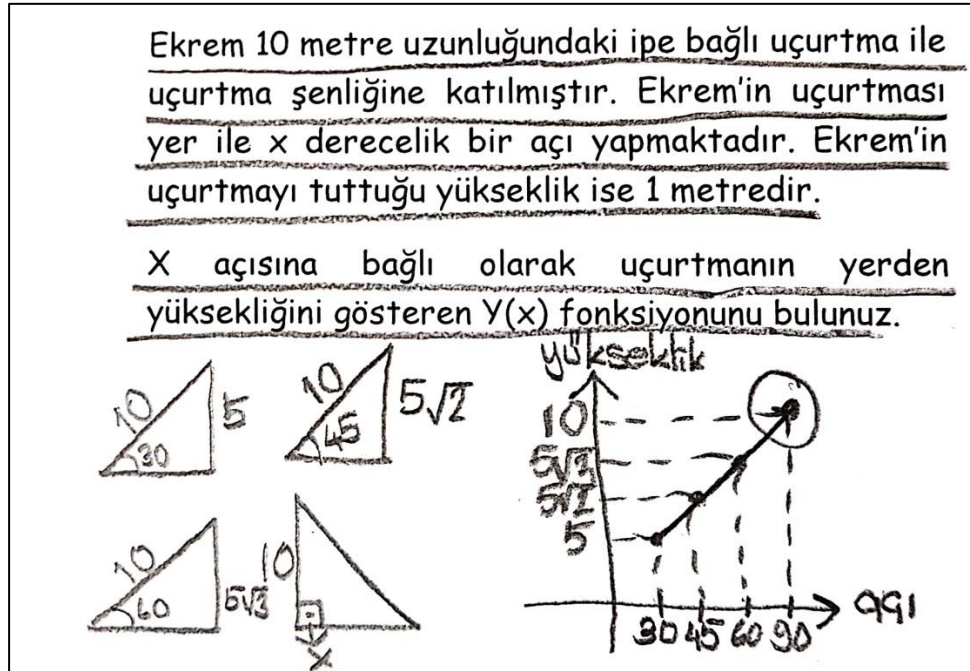 Ekrem 10 metre uzunluğundaki ipe bağlı uçurtma ile
uçurtma şenliğine katılmıştır. Ekrem'in uçurtması
yer ile x derecelik bir açı yapmaktadır. Ekrem'in
uçurtmayı tuttuğu yükseklik ise 1 metredir.
X açısına bağlı olarak uçurtmanın yerden
yüksekliğini gösteren Y(x) fonksiyonunu bulunuz.
10
30
5
10
45
5√2
10
60
5√3
10
x
yükseklik
10
5√3
5√2
5
30 45 60 90
açı